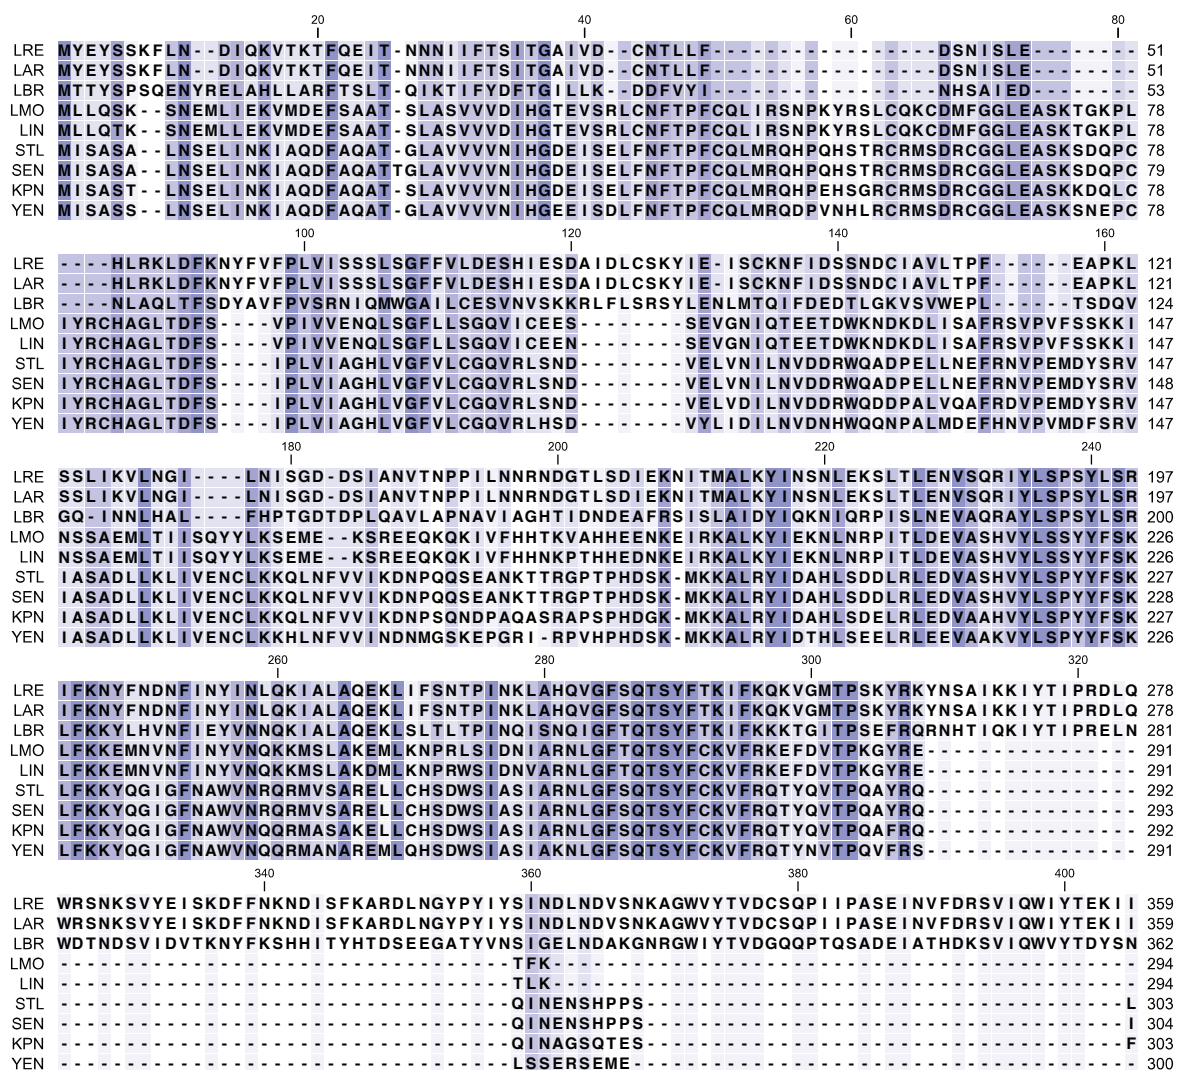 20 40 60 80
LRE MYEYSSKFLN--DIQKVTKTFQEIT-NNNIIFTSITGAIVD--CNTLLF-----------------DSNISLE-------- 51
LAR MYEYSSKFLN--DIQKVTKTFQEIT-NNNIIFTSITGAIVD--CNTLLF-----------------DSNISLE-------- 51
LBR MTTYSPSQENYRELAHLLARFTSLT-QIKTIFYDFTGILLK--DDFVYI-----------------NHSAIED-------- 53
LMO MLLQSK--SNEMLIEKVMDEFSAAT-SLASVVVDIHGTEVSRLCNFTPFCQLIRSNPKYRSLCQKCDMFGGLEASKTGKPL 78
LIN MLLQTK--SNEMLLEKVMDEFSAAT-SLASVVVDIHGTEVSRLCNFTPFCQLIRSNPKYRSLCQKCDMFGGLEASKTGKPL 78
STL MISASA--LNSELINKIAQDFAQAT-GLAVVVVNIHGDEISELFNFTPFCQLMRQHPQHSTRCRMSDRCGGLEASKSDQPC 78
SEN MISASA--LNSELINKIAQDFAQATTGLAVVVVNIHGDEISELFNFTPFCQLMRQHPQHSTRCRMSDRCGGLEASKKDQPC 79
KPN MISAST--LNSELINKIAQDFAQAT-GLAVVVVNIHGDEISELFNFTPFCQLMRQHPEHSGRCRMSDRCGGLEASKKDQLC 78
YEN MISASS--LNSELINKIAQDFAQAT-GLAVVVVNIHGEEISDLFNFTPFCQLMRQDPVNHLRCRMSDRCGGLEASKSNEPC 78
100 120 140 160
LRE ----HLRKLDFKNYFVFPLVISSSLSGFFVLDESHIESDAIDLCSKYIE-ISCKNFIDSSNDCIAVLTPF------EAPKL 121
LAR ----HLRKLDFKNYFVFPLVISSSLSGFFVLDESHIESDAIDLCSKYIE-ISCKNFIDSSNDCIAVLTPF------EAPKL 121
LBR ----NLAQLTFSDYAVFPVSRNIQMWGAILCESVNVSKKRLFLSRSYLENLMTQIFDEDTLGKVSVWEPL------TSDQV 124
LMO IYRCHAGLTDFS----VPIVVENQLSGFLLSGQVICEES--------SEVGNIQTEETDWKNDKDLISAFRSVPVFSSKKI 147
LIN IYRCHAGLTDFS----VPIVVENQLSGFLLSGQVICEEN--------SEVGNIQTEETDWKNDKDLISAFRSVPVFSSKKI 147
STL IYRCHAGLTDFS----IPLVIAGHLVGFVLCGQVRLSND--------VELVNILNVDDRWQADPELLNEFRNVPEMDYSRV 147
SEN IYRCHAGLTDFS----IPLVIAGHLVGFVLCGQVRLSND--------VELVNILNVDDRWQADPELLNEFRNVPEMDYSRV 148
KPN IYRCHAGLTDFS----IPLVIAGHLVGFVLCGQVRLSND--------VELVDILNVDDRWQDDPALVQAFRDVPEMDYSRV 147
YEN IYRCHAGLTDFS----IPLVIAGHLVGFVLCGQVRLHSD--------VYLIDILNVDNHWQQNPALMDEFHNVPVMDFSRV 147
180 200 220 240
LRE SSLIKVLNGI----LNISGD-DSIANVTNPPILNNRNDGTLSDIEKNITMALKYINSNLEKSLTLENVSQRIYLSPSYLSR 197
LAR SSLIKVLNGI----LNISGD-DSIANVTNPPILNNRNDGTLSDIEKNITMALKYINSNLEKSLTLENVSQRIYLSPSYLSR 197
LBR GQ-INNLHAL----FHPTGDTDPLQAVLAPNAVIAGHTIDNDEAFRSISLAIDYIQKNIQRPISLNEVAQRAYLSPSYLSR 200
LMO NSSAEMLTIISQYYLKSEME--KSREEQKQKIVFHHTKVAHHEENKEIRKALKYIEKNLNRPITLDEVASHVYLSSYYFSK 226
LIN NSSAEMLTIISQYYLKSEME--KSREEQKQKIVFHHNKPTHHEDNKEIRKALKYIEKNLNRPITLDEVASHVYLSSYYFSK 226
STL IASADLLKLIVENCLKKQLNFVVIKDNPQQSEANKTTRGPTPHDSK-MKKALRYIDAHLSDDLRLEDVASHVYLSPYYFSK 227
SEN IASADLLKLIVENCLKKQLNFVVIKDNPQQSEANKTTRGPTPHDSK-MKKALRYIDAHLSDDLRLEDVASHVYLSPYYFSK 228
KPN IASADLLKLIVENCLKKQLNFVVIKDNPSQNDPAQASRAPSPHDGK-MKKALRYIDAHLSDELRLEDVASHVYLSPYYFSK 227
YEN IASADLLKLIVENCLKKHLNFVVINDNMGSKEPGRI-RPVHPHDSK-MKKALRYIDTHLSEELRLEEVAAKVYLSPYYFSK 226
260 280 300 320
LRE IFKNYFNDNFINYINLQKIALAQEKLIFSNTPINKLAHQVGFSQTSYFTKIFKQKVGMTPSKYRKYNSAIKKIYTIPRDLQ 278
LAR IFKNYFNDNFINYINLQKIALAQEKLIFSNTPINKLAHQVGFSQTSYFTKIFKQKVGMTPSKYRKYNSAIKKIYTIPRDLQ 278
LBR LFKKYLHVNFIEYVNNQKIALAQEKLSLTLTPINQISNQIGFTQTSYFTKIFKKKTGITPSEFRQRNHTIQKIYTIPRELN 281
LMO LFKKEMNVNFINYVNQKKMSLAKEMLKNPRLSIDNIARNLGFTQTSYFCKVFRKEFDVTPKGYRE---------------- 291
LIN LFKKEMNVNFINYVNQKKMSLAKDMLKNPRWSIDNVARNLGFTQTSYFCKVFRKEFDVTPKGYRE---------------- 291
STL LFKKYQGIGFNAWVNRQRMVSARELLCHSDWSIASIARNLGFSQTSYFCKVFRQTYQVTPQAYRQ---------------- 292
SEN LFKKYQGIGFNAWVNRQRMVSARELLCHSDWSIASIARNLGFSQTSYFCKVFRQTYQVTPQAYRQ---------------- 293
KPN LFKKYQGIGFNAWVNQQRMASAKELLCHSDWSIASIARNLGFSQTSYFCKVFRQTYQVTPQAFRQ---------------- 292
YEN LFKKYQGIGFNAWVNQQRMANAREMLQHSDWSIASIAKNLGFSQTSYFCKVFRQTYNVTPQVFRS---------------- 291
340 360 380 400
LRE WRSNKSVYEISKDFFNKNDISFKARDLNGYPYIYSINDLNDVSNKAGWVYTVDCSQPIIPASEINVFDRSVIQWIYTEKII 359
LAR WRSNKSVYEISKDFFNKNDISFKARDLNGYPYIYSINDLNDVSNKAGWVYTVDCSQPIIPASEINVFDRSVIQWIYTEKII 359
LBR WDTNDSVIDVTKNYFKSHHITYHTDSEEGATYVNSIGELNDAKGNRGWIYTVDGQQPTQSADEIATHDKSVIQWVYTDYSN 362
LMO ----------------------------------TFK-------------------------------------------- 294
LIN ----------------------------------TLK-------------------------------------------- 294
STL ----------------------------------QINENSHPPS------------------------------------L 303
SEN ----------------------------------QINENSHPPS------------------------------------I 304
KPN ----------------------------------QINAGSQTES------------------------------------F 303
YEN ----------------------------------LSSERSEME-------------------------------------- 300